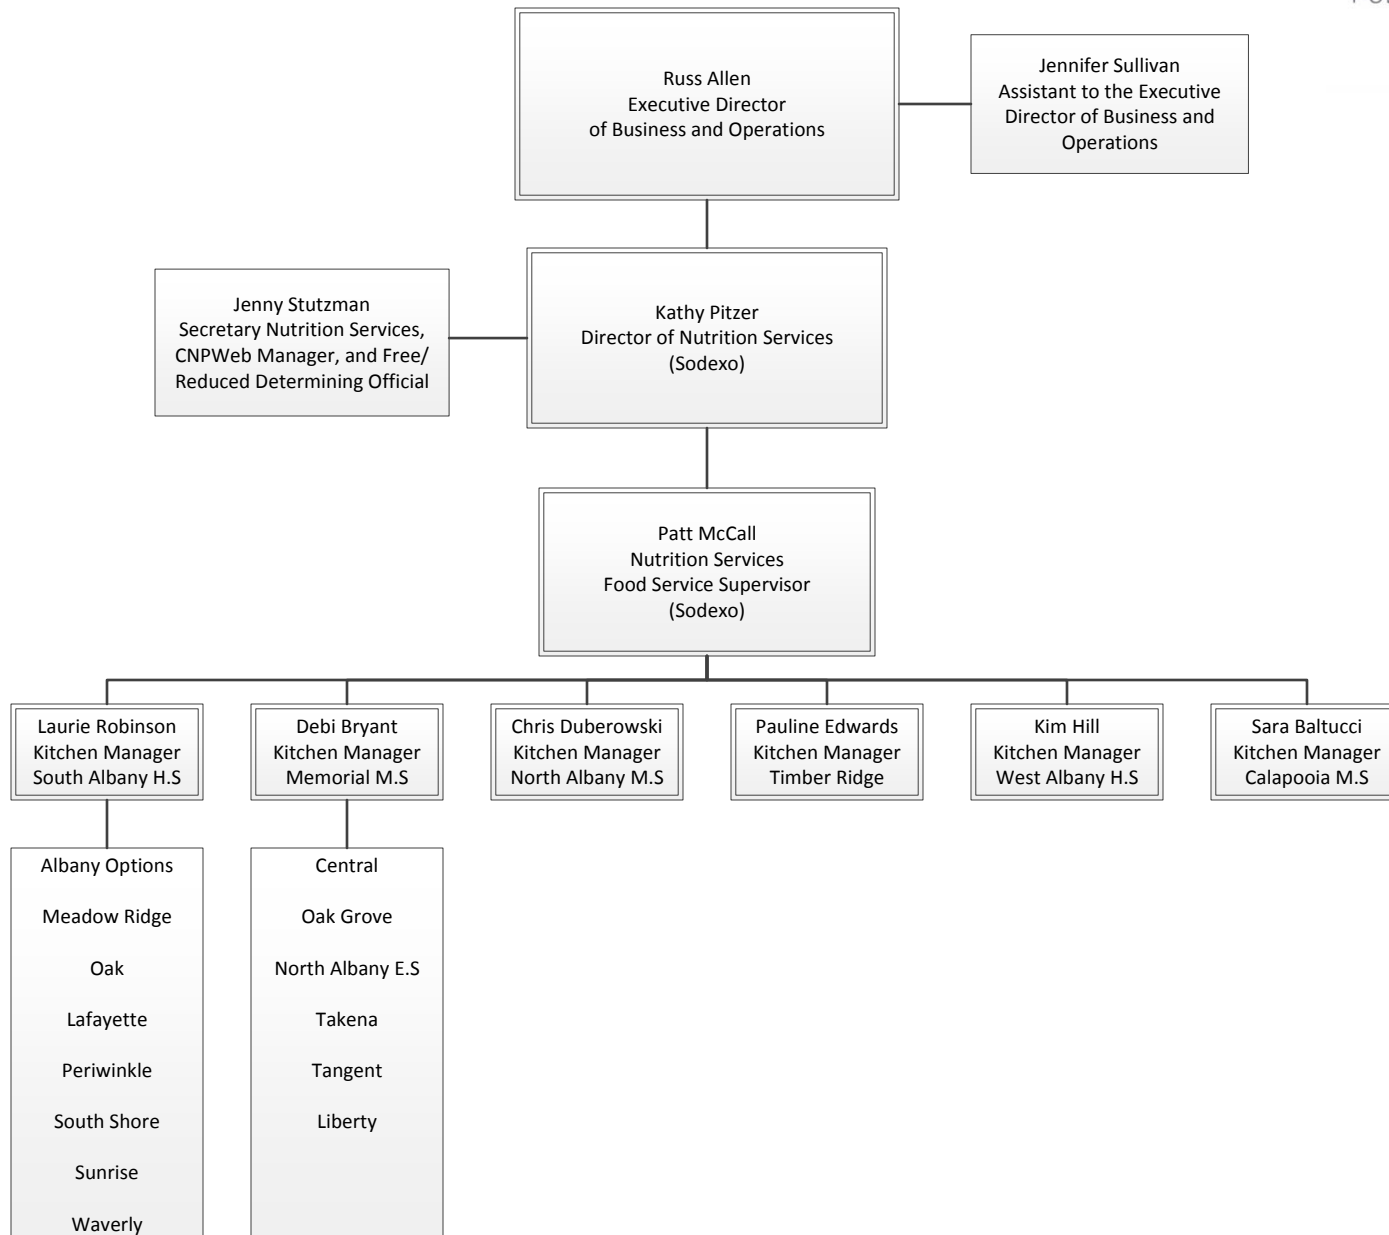 Russ Allen
Executive Director
of Business and Operations
Jennifer Sullivan
Assistant to the Executive
Director of Business and
Operations
Jenny Stutzman
Secretary Nutrition Services,
CNPWeb Manager, and Free/
Reduced Determining Official
Kathy Pitzer
Director of Nutrition Services
(Sodexo)
Patt McCall
Nutrition Services
Food Service Supervisor
(Sodexo)
Laurie Robinson
Kitchen Manager
South Albany H.S
Debi Bryant
Kitchen Manager
Memorial M.S
Chris Duberowski
Kitchen Manager
North Albany M.S
Pauline Edwards
Kitchen Manager
Timber Ridge
Kim Hill
Kitchen Manager
West Albany H.S
Sara Baltucci
Kitchen Manager
Calapooia M.S
Albany Options
Meadow Ridge
Oak
Lafayette
Periwinkle
South Shore
Sunrise
Waverly
Central
Oak Grove
North Albany E.S
Takena
Tangent
Liberty